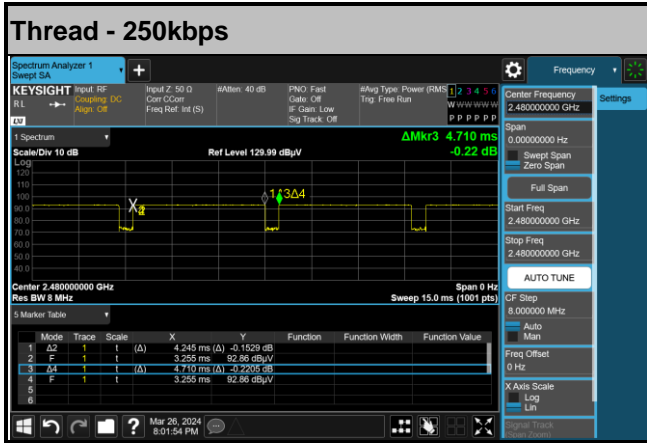 Thread - 250kbps
Spectrum Analyzer 1
Swept SA
+
Frequency
KEYSIGHT Input: RF Input Z: 50 Ω #Atten: 40 dB PNO: Fast #Avg Type: Power (RMS 1 2 3 4 5 6
RL Coupling: DC Corr CCorr Gate: Off Trig: Free Run W W W W W W
Align: Off Freq Ref: Int (S) IF Gain: Low P P P P P P
LXI Sig Track: Off
1 Spectrum
ΔMkr3 4.710 ms
Scale/Div 10 dB Ref Level 129.99 dBµV -0.22 dB
Log
120
110
100
90.0
80.0
70.0
60.0
50.0
40.0
1 3Δ4
Center 2.480000000 GHz Span 0 Hz
Res BW 8 MHz Sweep 15.0 ms (1001 pts)
5 Marker Table
Mode Trace Scale X Y Function Function Width Function Value
1 Δ2 1 t (Δ) 4.245 ms (Δ) -0.1529 dB
2 F 1 t 3.255 ms 92.86 dBµV
3 Δ4 1 t (Δ) 4.710 ms (Δ) -0.2205 dB
4 F 1 t 3.255 ms 92.86 dBµV
5
6
Mar 26, 2024
8:01:54 PM
?
Center Frequency
2.480000000 GHz
Settings
Span
0.00000000 Hz
Swept Span
Zero Span
Full Span
Start Freq
2.480000000 GHz
Stop Freq
2.480000000 GHz
AUTO TUNE
CF Step
8.000000 MHz
Auto
Man
Freq Offset
0 Hz
X Axis Scale
Log
Lin
Signal Track
(Span Zoom)